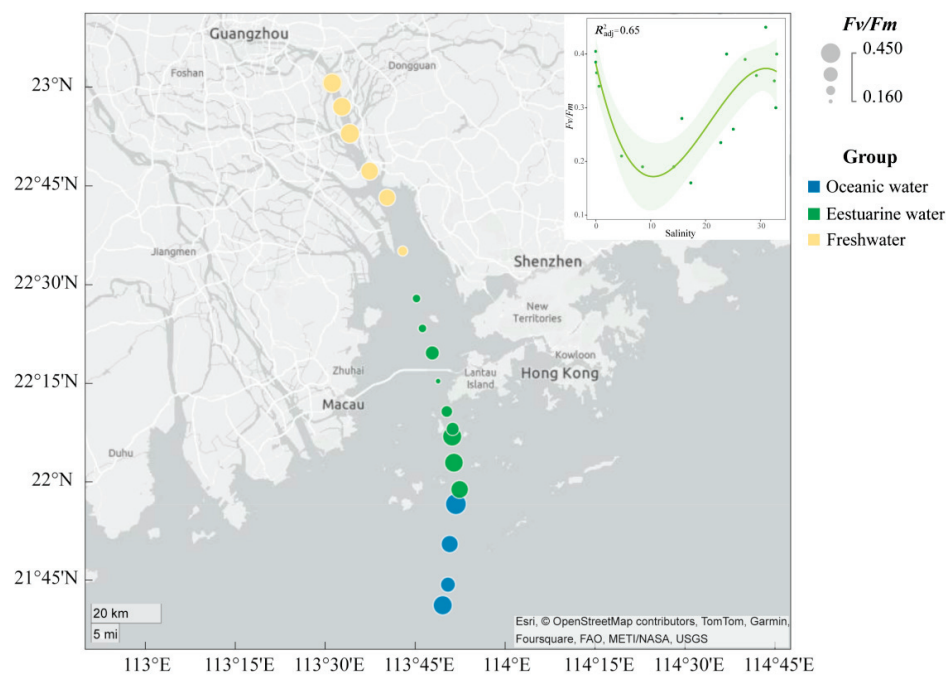 Guangzhou
Foshan
Dongguan
Jiangmen
Shenzhen
New
Territories
Kowloon
Zhuhai
Lantau
Island
Hong Kong
Macau
Duhu
23°N
22°45'N
22°30'N
22°15'N
22°N
21°45'N
20 km
5 mi
Esri, © OpenStreetMap contributors, TomTom, Garmin,
Foursquare, FAO, METI/NASA, USGS
113°E
113°15'E
113°30'E
113°45'E
114°E
114°15'E
114°30'E
114°45'E
R²adj=0.65
Fv/Fm
0.4
0.3
0.2
0.1
0
10
20
30
Salinity
Fv/Fm
0.450
0.160
Group
Oceanic water
Eestuarine water
Freshwater